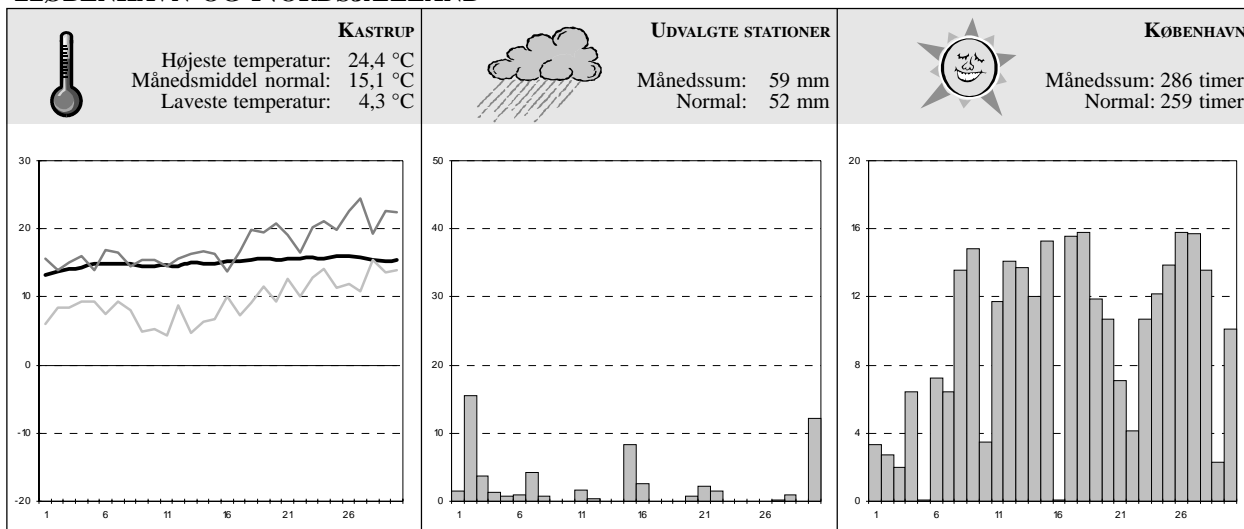 KASTRUP
Højeste temperatur: 24,4 °C
Månedsmiddel normal: 15,1 °C
Laveste temperatur: 4,3 °C
30
20
10
0
-10
-20
1 6 11 16 21 26
UDVALGTE STATIONER
Månedssum: 59 mm
Normal: 52 mm
50
40
30
20
10
0
1 6 11 16 21 26
KØBENHAVN
Månedssum: 286 timer
Normal: 259 timer
20
16
12
8
4
0
1 6 11 16 21 26